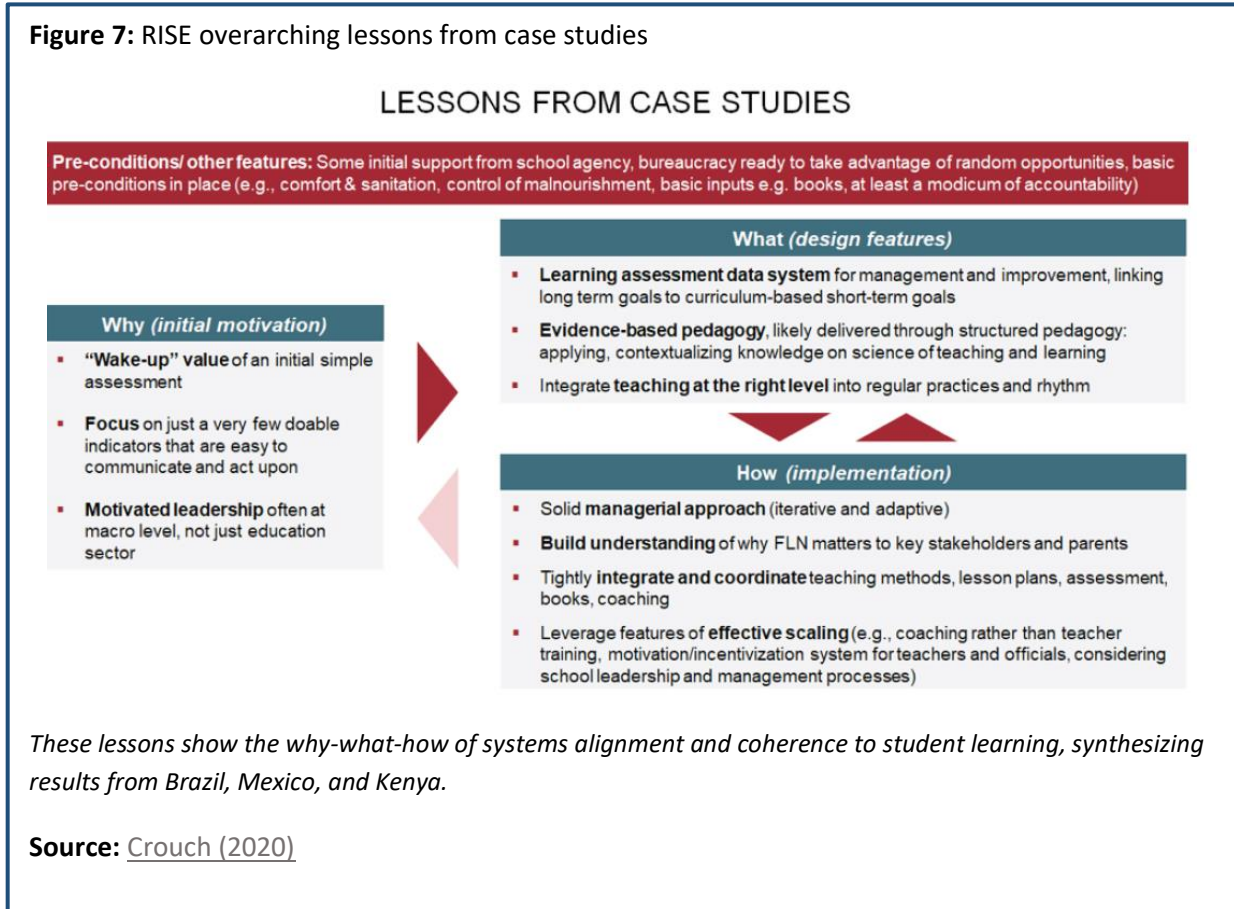 Figure 7: RISE overarching lessons from case studies
LESSONS FROM CASE STUDIES
Pre-conditions/ other features: Some initial support from school agency, bureaucracy ready to take advantage of random opportunities, basic
pre-conditions in place (e.g., comfort & sanitation, control of malnourishment, basic inputs e.g. books, at least a modicum of accountability)
Why (initial motivation)
▪ “Wake-up” value of an initial simple
assessment
▪ Focus on just a very few doable
indicators that are easy to
communicate and act upon
▪ Motivated leadership often at
macro level, not just education
sector
What (design features)
▪ Learning assessment data system for management and improvement, linking
long term goals to curriculum-based short-term goals
▪ Evidence-based pedagogy, likely delivered through structured pedagogy:
applying, contextualizing knowledge on science of teaching and learning
▪ Integrate teaching at the right level into regular practices and rhythm
How (implementation)
▪ Solid managerial approach (iterative and adaptive)
▪ Build understanding of why FLN matters to key stakeholders and parents
▪ Tightly integrate and coordinate teaching methods, lesson plans, assessment,
books, coaching
▪ Leverage features of effective scaling (e.g., coaching rather than teacher
training, motivation/incentivization system for teachers and officials, considering
school leadership and management processes)
These lessons show the why-what-how of systems alignment and coherence to student learning, synthesizing
results from Brazil, Mexico, and Kenya.
Source: Crouch (2020)